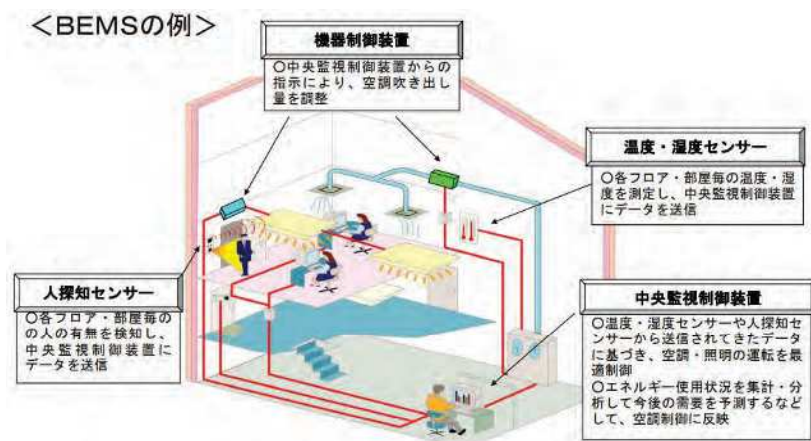 ＜BEMSの例＞
機器制御装置
○中央監視制御装置からの
指示により、空調吹き出し
量を調整
温度・湿度センサー
○各フロア・部屋毎の温度・湿
度を測定し、中央監視制御装置
にデータを送信
人探知センサー
○各フロア・部屋毎の
の人の有無を検知し、
中央監視制御装置に
データを送信
中央監視制御装置
○温度・湿度センサーや人探知セ
ンサーから送信されてきたデータ
に基づき、空調・照明の運転を最
適制御
○エネルギー使用状況を集計・分
析して今後の需要を予測するなど
して、空調制御に反映